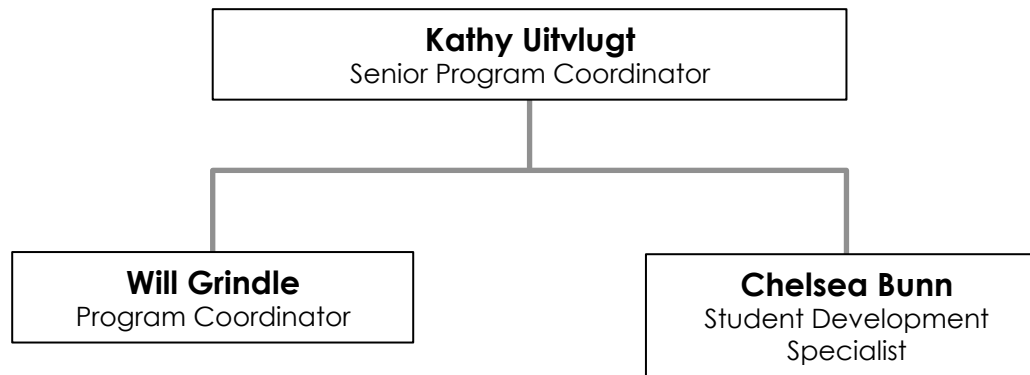 Kathy Uitvlugt
Senior Program Coordinator
Will Grindle
Program Coordinator
Chelsea Bunn
Student Development
Specialist